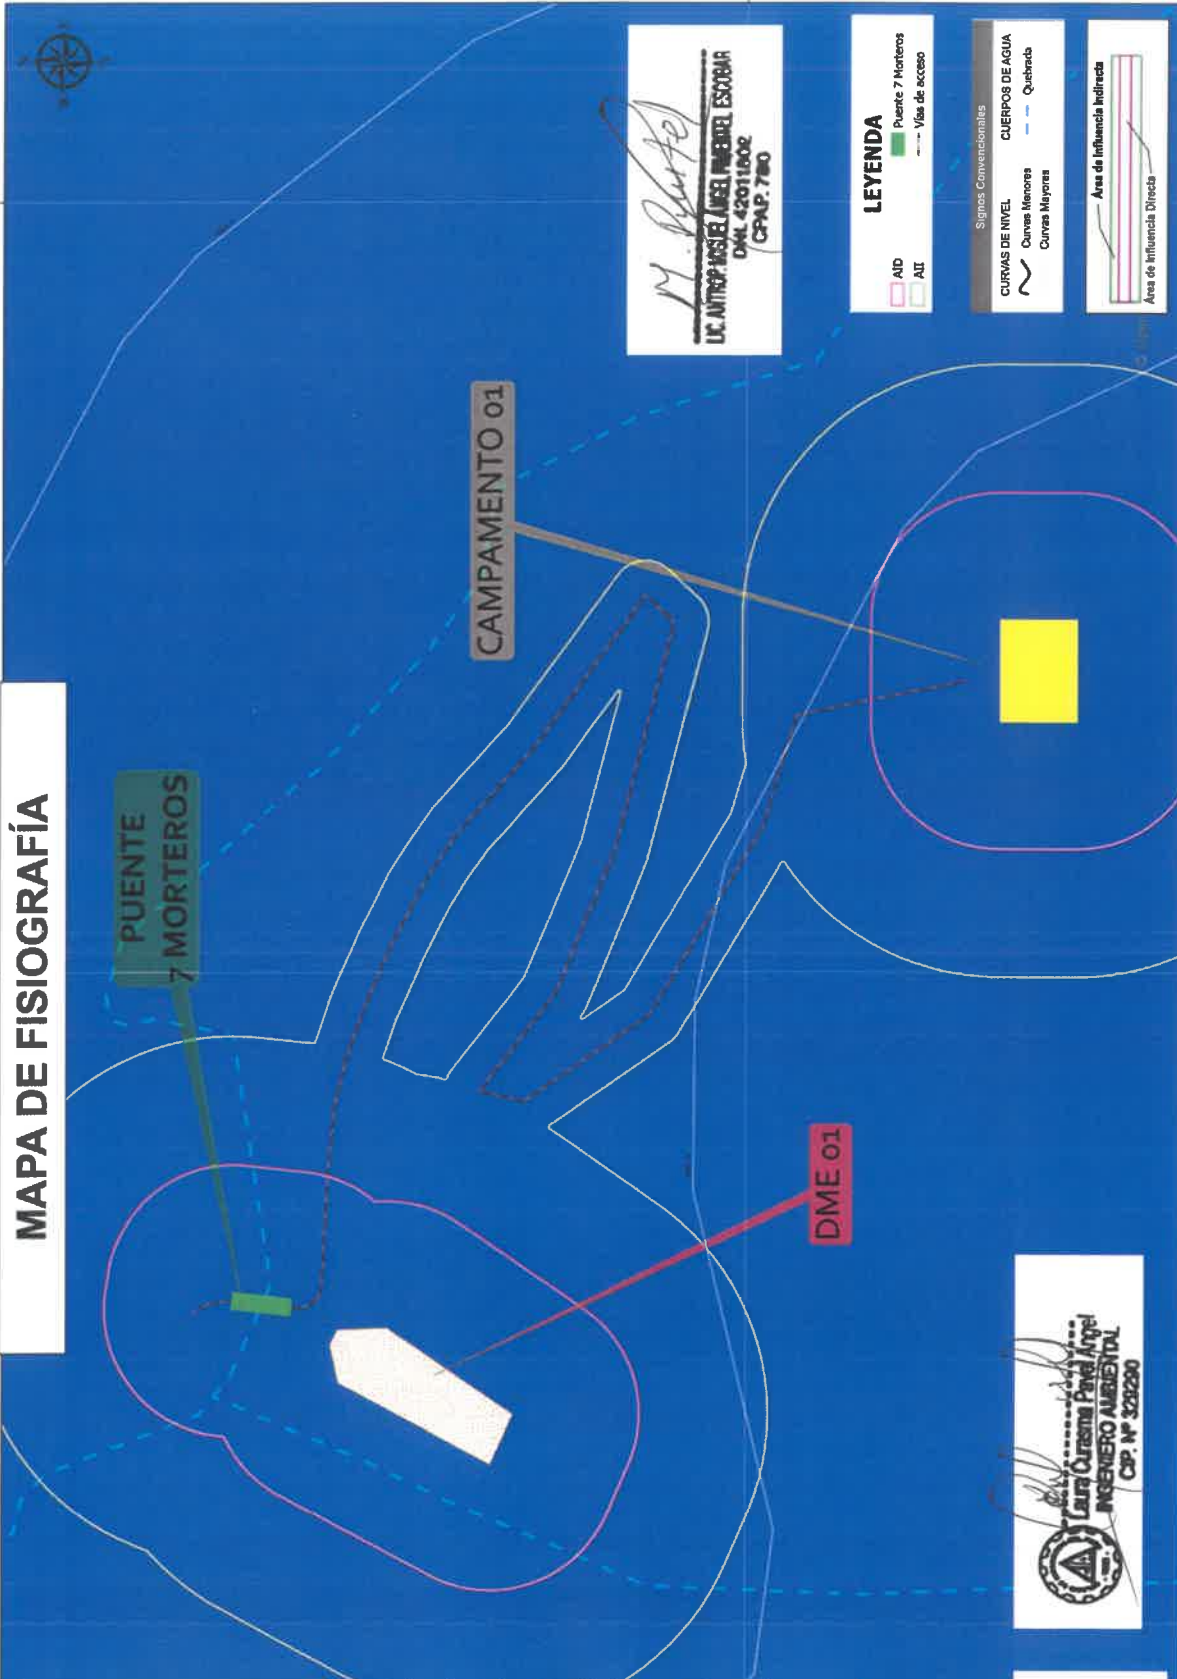 MAPA DE FISIOGRAFÍA
PUENTE
7 MORTEROS
CAMPAMENTO 01
DME 01
LIC. ANTROP. MIGUEL ANGEL PIMENTEL ESCOBAR
DNI. 42011802
CPAP. 780
LEYENDA
AID
AII
Puente 7 Morteros
Vías de acceso
Signos Convencionales
CURVAS DE NIVEL
Curvas Menores
Curvas Mayores
CUERPOS DE AGUA
Quebrada
Área de Influencia Indirecta
Área de Influencia Directa
Laura Curasma Pavel Angel
INGENIERO AMBIENTAL
CIP. Nº 329290